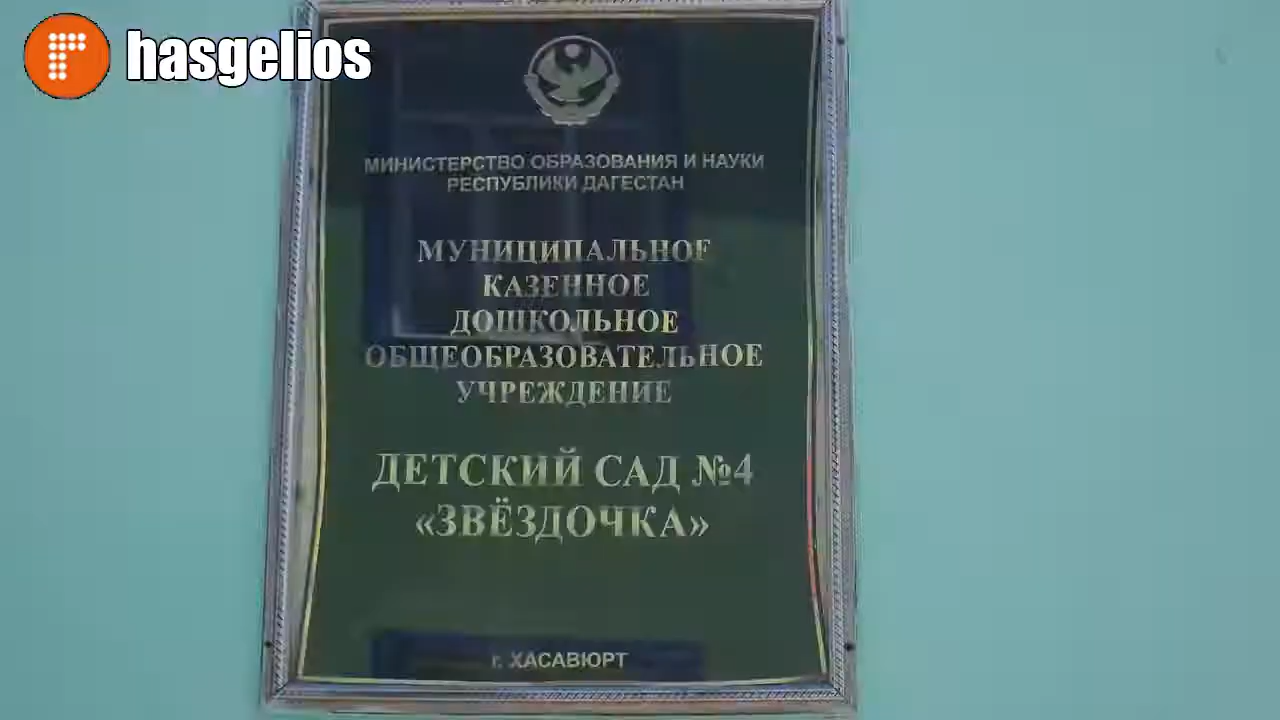 hasgelios
МИНИСТЕРСТВО ОБРАЗОВАНИЯ И НАУКИ
РЕСПУБЛИКИ ДАГЕСТАН
МУНИЦИПАЛЬНОЕ
КАЗЕННОЕ
ДОШКОЛЬНОЕ
ОБЩЕОБРАЗОВАТЕЛЬНОЕ
УЧРЕЖДЕНИЕ
ДЕТСКИЙ САД №4
«ЗВЁЗДОЧКА»
г. ХАСАВЮРТ